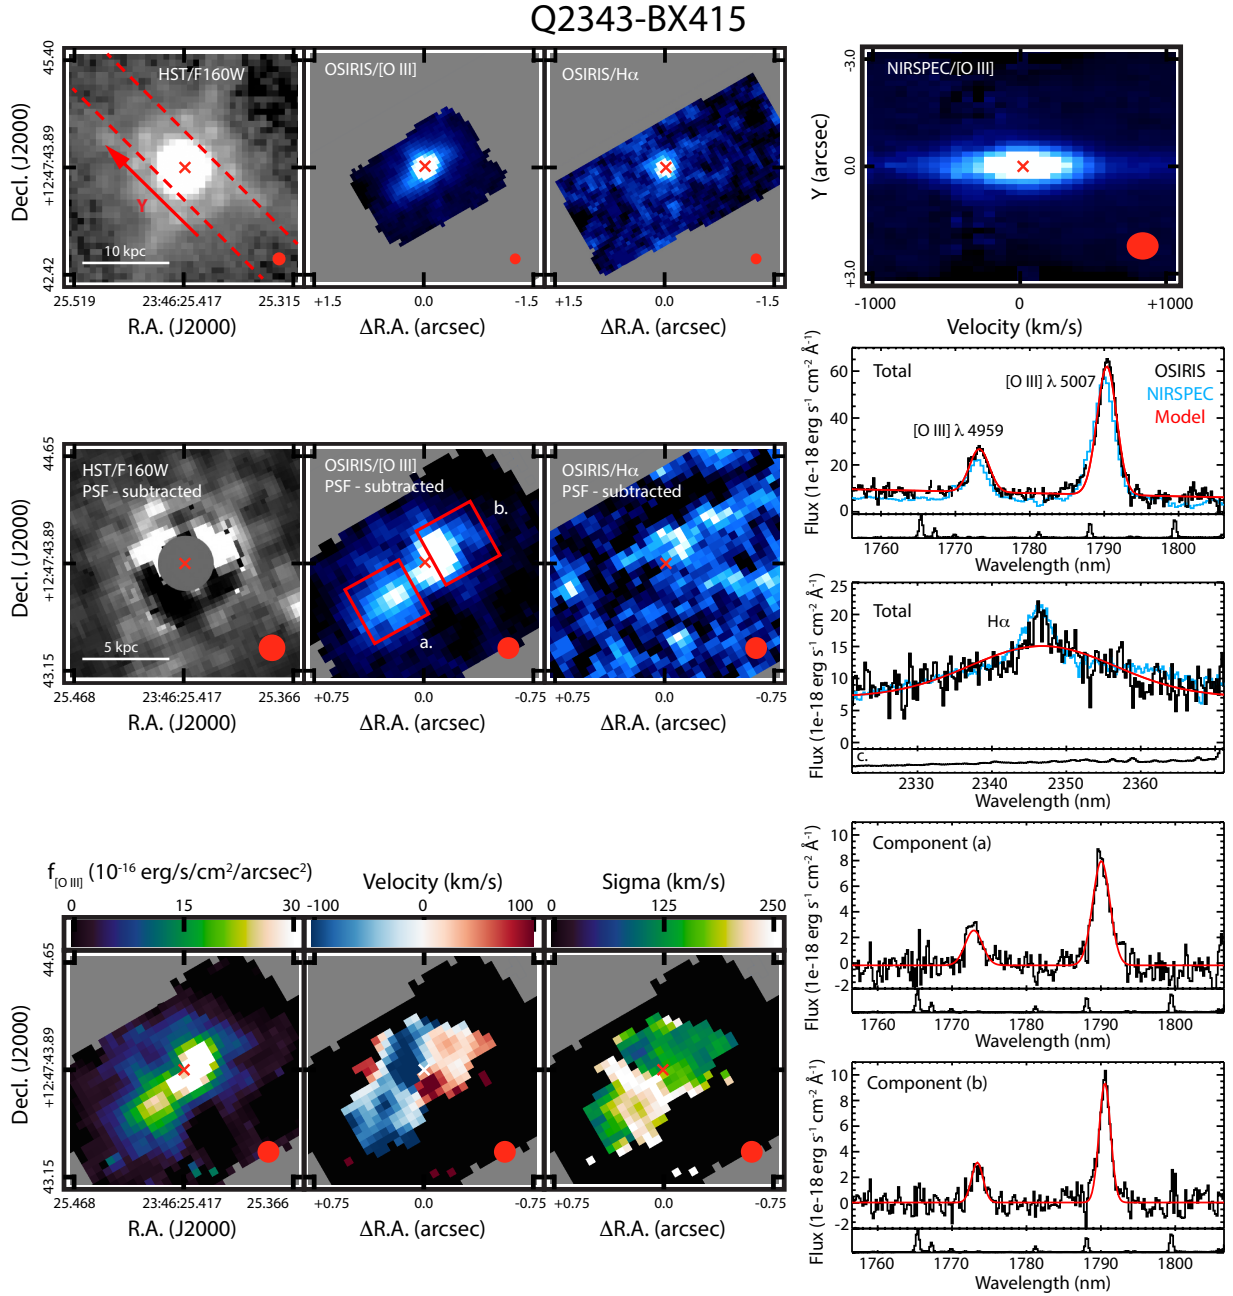 Q2343-BX415
HST/F160W
OSIRIS/[O III]
OSIRIS/Hα
NIRSPEC/[O III]
Decl. (J2000)
45.40
+12:47:43.89
42.42
Y
10 kpc
25.519
23:46:25.417
25.315
R.A. (J2000)
+1.5
0.0
-1.5
ΔR.A. (arcsec)
+1.5
0.0
-1.5
ΔR.A. (arcsec)
Y (arcsec)
-3.0
0.0
+3.0
-1000
0
+1000
Velocity (km/s)
Flux (1e-18 erg s⁻¹ cm⁻² Å⁻¹)
60
40
20
0
Total
[O III] λ 4959
[O III] λ 5007
OSIRIS
NIRSPEC
Model
1760
1770
1780
1790
1800
Wavelength (nm)
HST/F160W
PSF - subtracted
OSIRIS/[O III]
PSF - subtracted
OSIRIS/Hα
PSF - subtracted
Decl. (J2000)
44.65
+12:47:43.89
43.15
5 kpc
a.
b.
25.468
23:46:25.417
25.366
R.A. (J2000)
+0.75
0.0
-0.75
ΔR.A. (arcsec)
+0.75
0.0
-0.75
ΔR.A. (arcsec)
Flux (1e-18 erg s⁻¹ cm⁻² Å⁻¹)
25
20
15
10
5
0
Total
Hα
c.
2330
2340
2350
2360
Wavelength (nm)
f[O III] (10⁻¹⁶ erg/s/cm²/arcsec²)
0
15
30
Velocity (km/s)
-100
0
100
Sigma (km/s)
0
125
250
Decl. (J2000)
44.65
+12:47:43.89
43.15
25.468
23:46:25.417
25.366
R.A. (J2000)
+0.75
0.0
-0.75
ΔR.A. (arcsec)
+0.75
0.0
-0.75
ΔR.A. (arcsec)
Flux (1e-18 erg s⁻¹ cm⁻² Å⁻¹)
10
8
6
4
2
0
-2
Component (a)
1760
1770
1780
1790
1800
Wavelength (nm)
Flux (1e-18 erg s⁻¹ cm⁻² Å⁻¹)
10
8
6
4
2
0
-2
Component (b)
1760
1770
1780
1790
1800
Wavelength (nm)